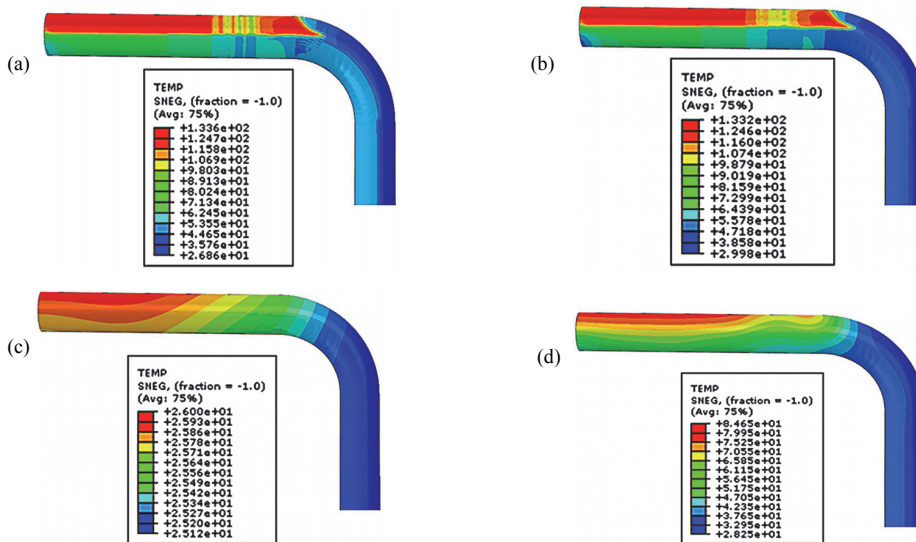 (a)
TEMP
SNEG, (fraction = -1.0)
(Avg: 75%)
+1.336e+02
+1.247e+02
+1.158e+02
+1.069e+02
+9.803e+01
+8.913e+01
+8.024e+01
+7.134e+01
+6.245e+01
+5.355e+01
+4.465e+01
+3.576e+01
+2.686e+01
(b)
TEMP
SNEG, (fraction = -1.0)
(Avg: 75%)
+1.332e+02
+1.246e+02
+1.160e+02
+1.074e+02
+9.879e+01
+9.019e+01
+8.159e+01
+7.299e+01
+6.439e+01
+5.578e+01
+4.718e+01
+3.858e+01
+2.998e+01
(c)
TEMP
SNEG, (fraction = -1.0)
(Avg: 75%)
+2.600e+01
+2.593e+01
+2.586e+01
+2.578e+01
+2.571e+01
+2.564e+01
+2.556e+01
+2.549e+01
+2.542e+01
+2.534e+01
+2.527e+01
+2.520e+01
+2.512e+01
(d)
TEMP
SNEG, (fraction = -1.0)
(Avg: 75%)
+8.465e+01
+7.995e+01
+7.525e+01
+7.055e+01
+6.585e+01
+6.115e+01
+5.645e+01
+5.175e+01
+4.705e+01
+4.235e+01
+3.765e+01
+3.295e+01
+2.825e+01